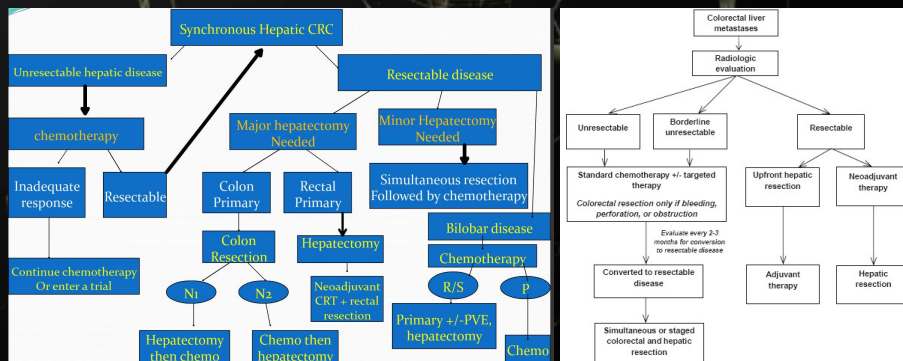 Synchronous Hepatic CRC
Unresectable hepatic disease
Resectable disease
chemotherapy
Major hepatectomy
Needed
Minor Hepatectomy
Needed
Inadequate
response
Resectable
Colon
Primary
Rectal
Primary
Simultaneous resection
Followed by chemotherapy
Bilobar disease
Colon
Resection
Hepatectomy
Chemotherapy
Continue chemotherapy
Or enter a trial
N1
N2
Neoadjuvant
CRT + rectal
resection
R/S
P
Hepatectomy
then chemo
Chemo then
hepatectomy
Primary +/-PVE,
hepatectomy
Chemo
Colorectal liver
metastases
Radiologic
evaluation
Unresectable
Borderline
unresectable
Resectable
Standard chemotherapy +/- targeted
therapy
Colorectal resection only if bleeding,
perforation, or obstruction
Upfront hepatic
resection
Neoadjuvant
therapy
Evaluate every 2-3
months for conversion
to resectable disease
Converted to resectable
disease
Adjuvant
therapy
Hepatic
resection
Simultaneous or staged
colorectal and hepatic
resection